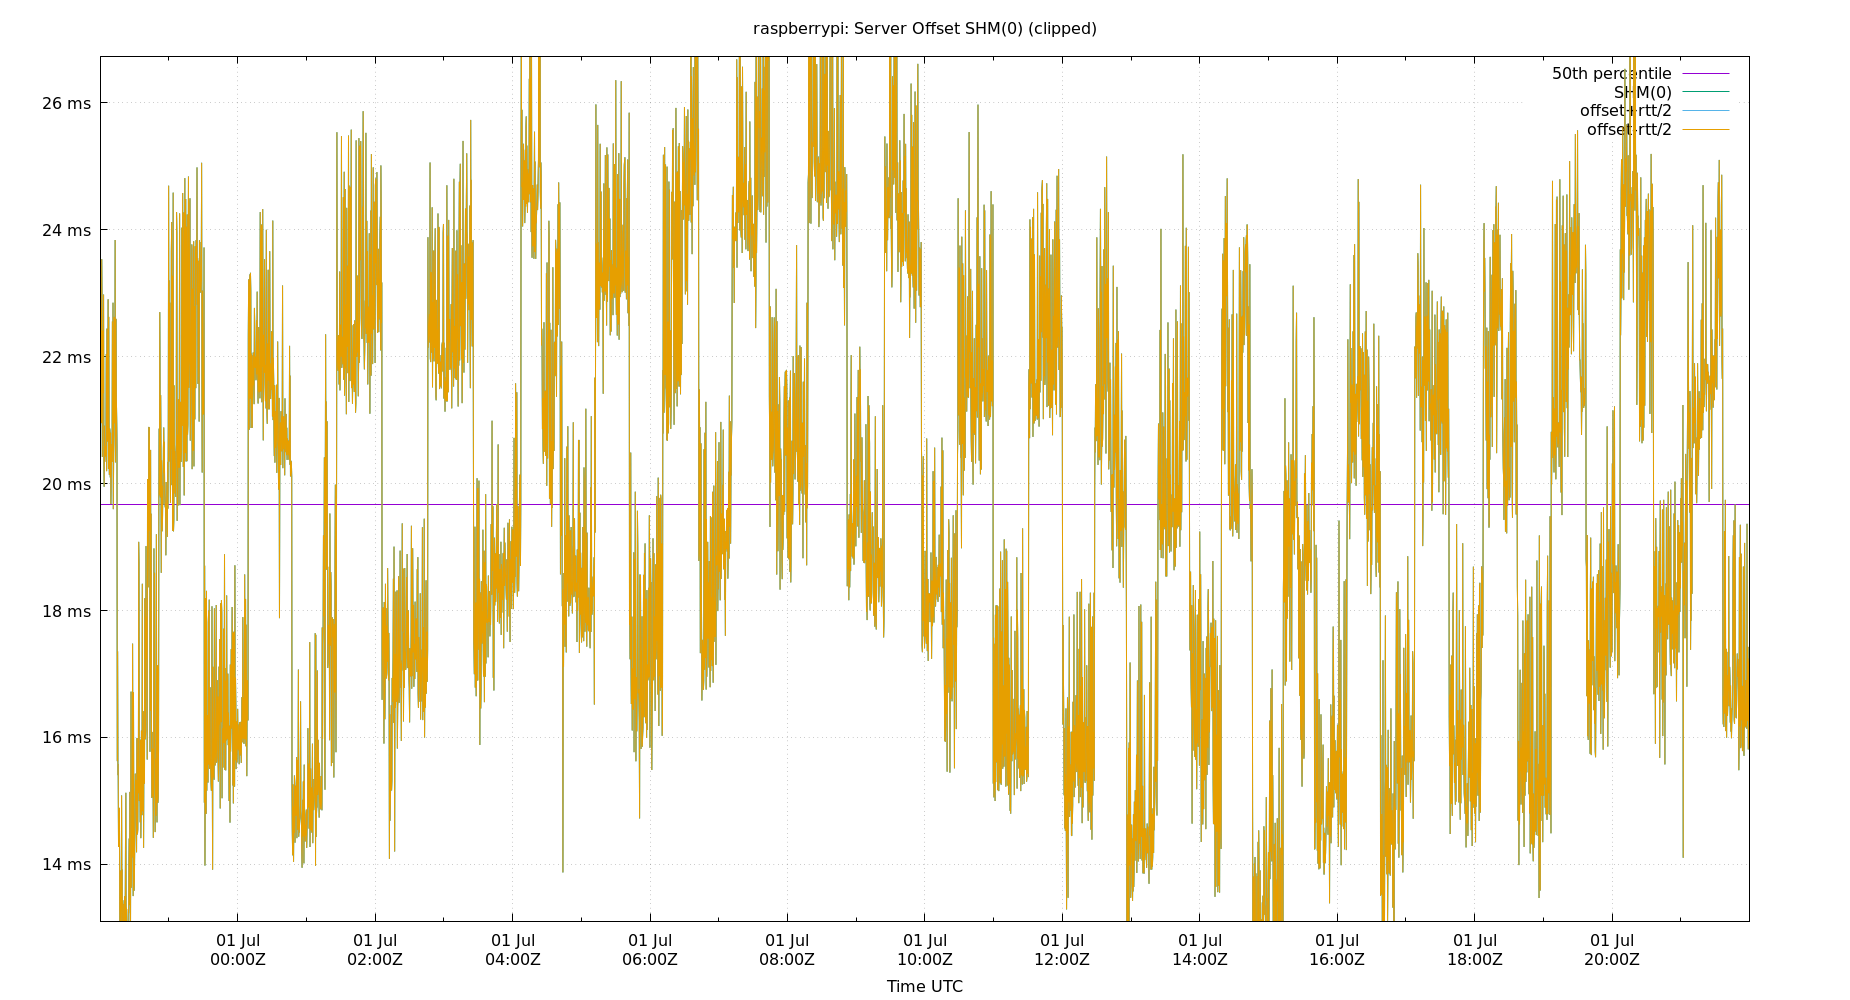 raspberrypi: Server Offset SHM(0) (clipped)
50th percentile
SHM(0)
offset+rtt/2
offset-rtt/2
26 ms
24 ms
22 ms
20 ms
18 ms
16 ms
14 ms
01 Jul 01 Jul 01 Jul 01 Jul 01 Jul 01 Jul 01 Jul 01 Jul 01 Jul 01 Jul 01 Jul
00:00Z 02:00Z 04:00Z 06:00Z 08:00Z 10:00Z 12:00Z 14:00Z 16:00Z 18:00Z 20:00Z
Time UTC